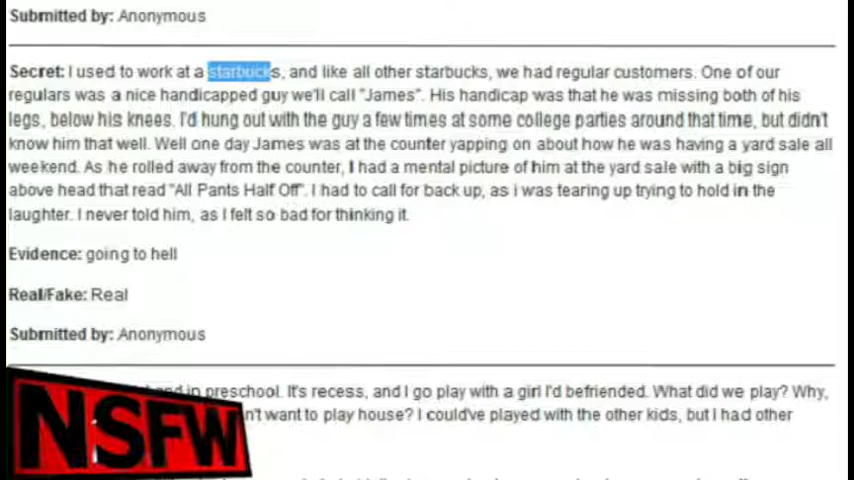 Submitted by: Anonymous
Secret: I used to work at a starbucks, and like all other starbucks, we had regular customers. One of our
regulars was a nice handicapped guy we'll call "James". His handicap was that he was missing both of his
legs, below his knees. I'd hung out with the guy a few times at some college parties around that time, but didn't
know him that well. Well one day James was at the counter yapping on about how he was having a yard sale all
weekend. As he rolled away from the counter, I had a mental picture of him at the yard sale with a big sign
above head that read "All Pants Half Off". I had to call for back up, as i was tearing up trying to hold in the
laughter. I never told him, as I felt so bad for thinking it.
Evidence: going to hell
Real/Fake: Real
Submitted by: Anonymous
and in preschool. It's recess, and I go play with a girl I'd befriended. What did we play? Why,
want to play house? I could've played with the other kids, but I had other
NSFW